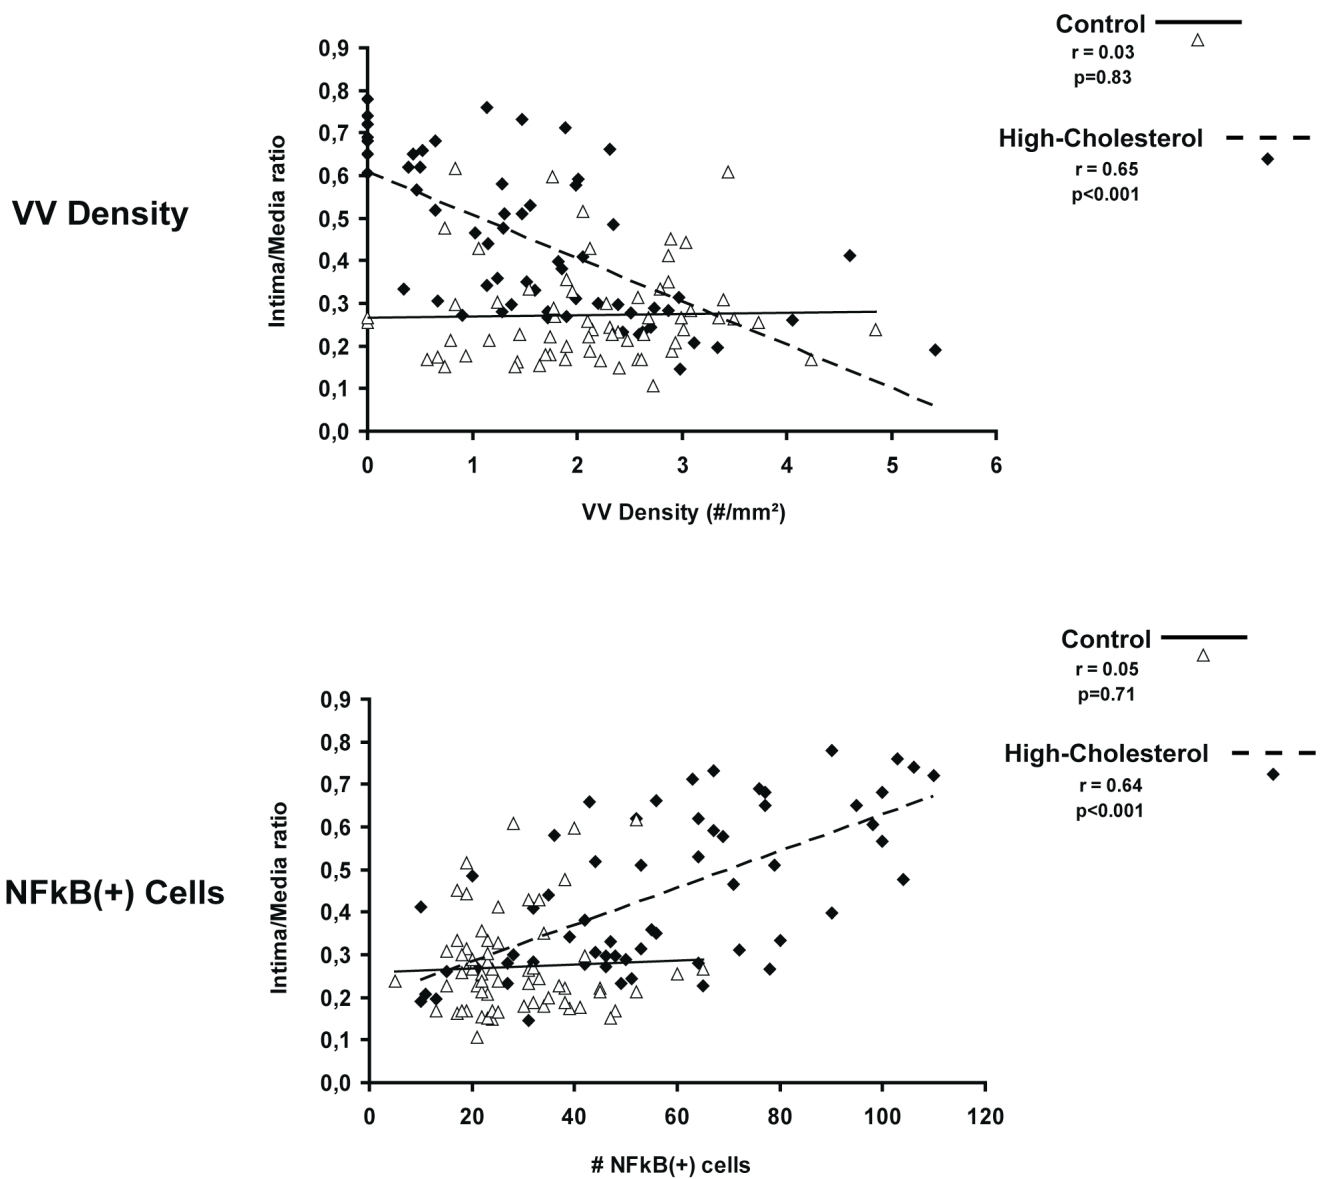 Control
r = 0.03
p=0.83
High-Cholesterol
r = 0.65
p<0.001
VV Density
Intima/Media ratio
0,9
0,8
0,7
0,6
0,5
0,4
0,3
0,2
0,1
0,0
0 1 2 3 4 5 6
VV Density (#/mm²)
Control
r = 0.05
p=0.71
High-Cholesterol
r = 0.64
p<0.001
NFkB(+) Cells
Intima/Media ratio
0,9
0,8
0,7
0,6
0,5
0,4
0,3
0,2
0,1
0,0
0 20 40 60 80 100 120
# NFkB(+) cells